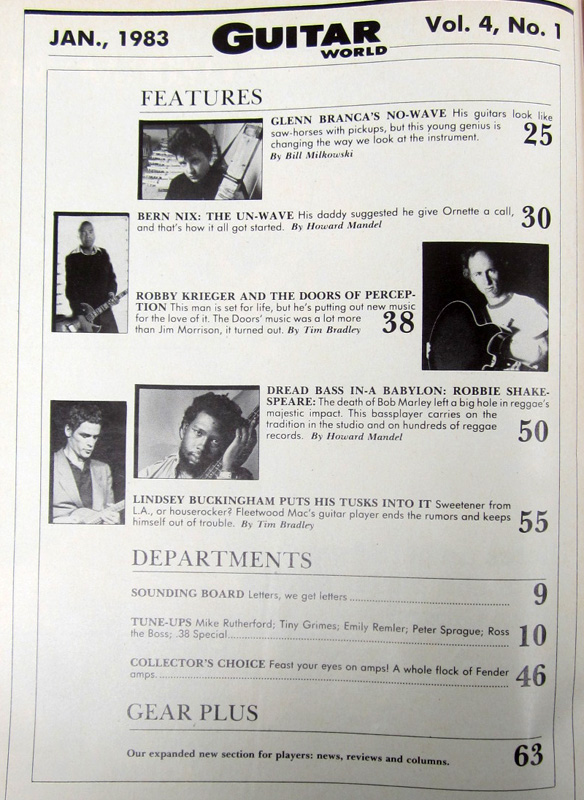 JAN., 1983
GUITAR
WORLD
Vol. 4, No. 1
FEATURES
GLENN BRANCA'S NO-WAVE His guitars look like
saw-horses with pickups, but this young genius is
changing the way we look at the instrument.
By Bill Milkowski
25
BERN NIX: THE UN-WAVE His daddy suggested he give Ornette a call,
and that's how it all got started. By Howard Mandel
30
ROBBY KRIEGER AND THE DOORS OF PERCEP-
TION This man is set for life, but he's putting out new music
for the love of it. The Doors' music was a lot more
than Jim Morrison, it turned out. By Tim Bradley
38
DREAD BASS IN-A BABYLON: ROBBIE SHAKE-
SPEARE: The death of Bob Marley left a big hole in reggae's
majestic impact. This bassplayer carries on the
tradition in the studio and on hundreds of reggae
records. By Howard Mandel
50
LINDSEY BUCKINGHAM PUTS HIS TUSKS INTO IT Sweetener from
L.A., or houserocker? Fleetwood Mac's guitar player ends the rumors and keeps
himself out of trouble. By Tim Bradley
55
DEPARTMENTS
SOUNDING BOARD Letters, we get letters
9
TUNE-UPS Mike Rutherford; Tiny Grimes; Emily Remler; Peter Sprague; Ross
the Boss; .38 Special
10
COLLECTOR'S CHOICE Feast your eyes on amps! A whole flock of Fender
amps.
46
GEAR PLUS
Our expanded new section for players: news, reviews and columns.
63